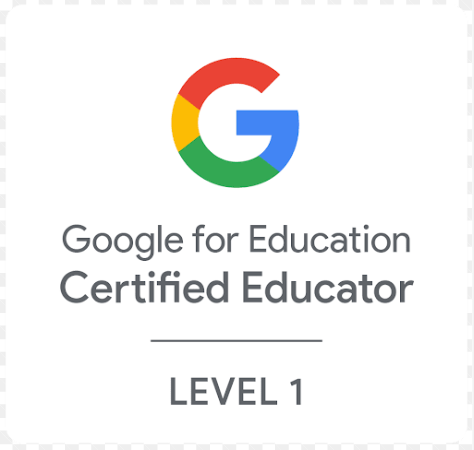 Google for Education
Certified Educator
LEVEL 1